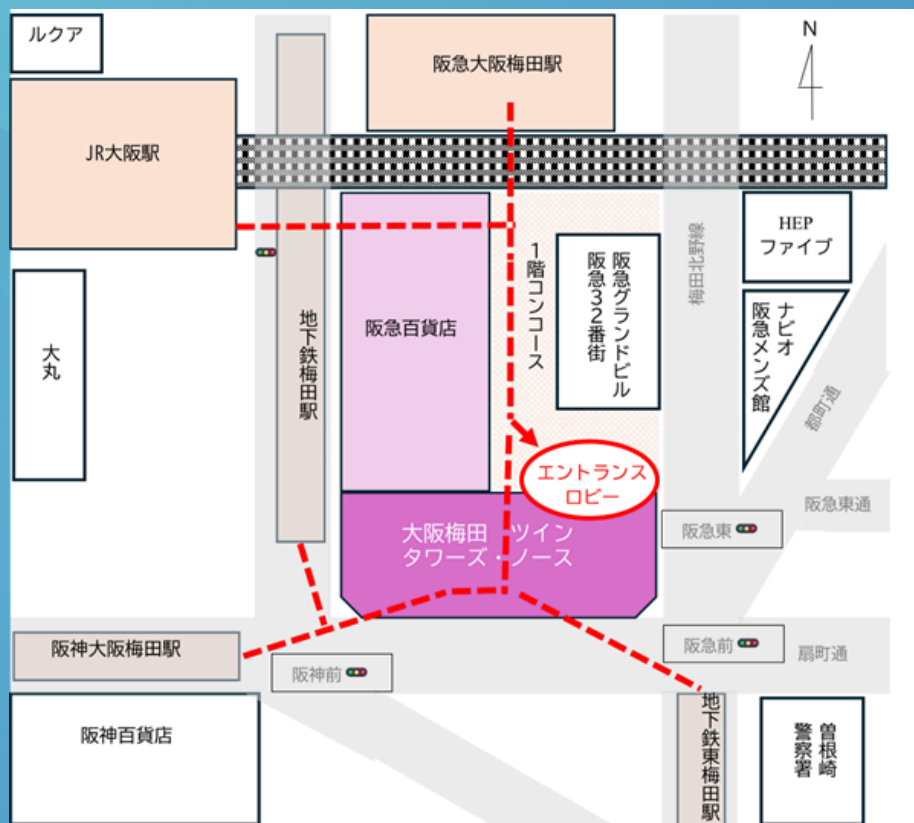 ルクア
阪急大阪梅田駅
N
JR大阪駅
HEP
ファイブ
梅田北野線
1階コンコース
阪急グランドビル
阪急32番街
地下鉄梅田駅
阪急百貨店
大丸
ナビオ
阪急メンズ館
都町通
エントランス
ロビー
阪急東通
大阪梅田 ツイン
タワーズ・ノース
阪急東
阪神大阪梅田駅
阪神前
阪急前
扇町通
阪神百貨店
地下鉄東梅田駅
曽根崎
警察署